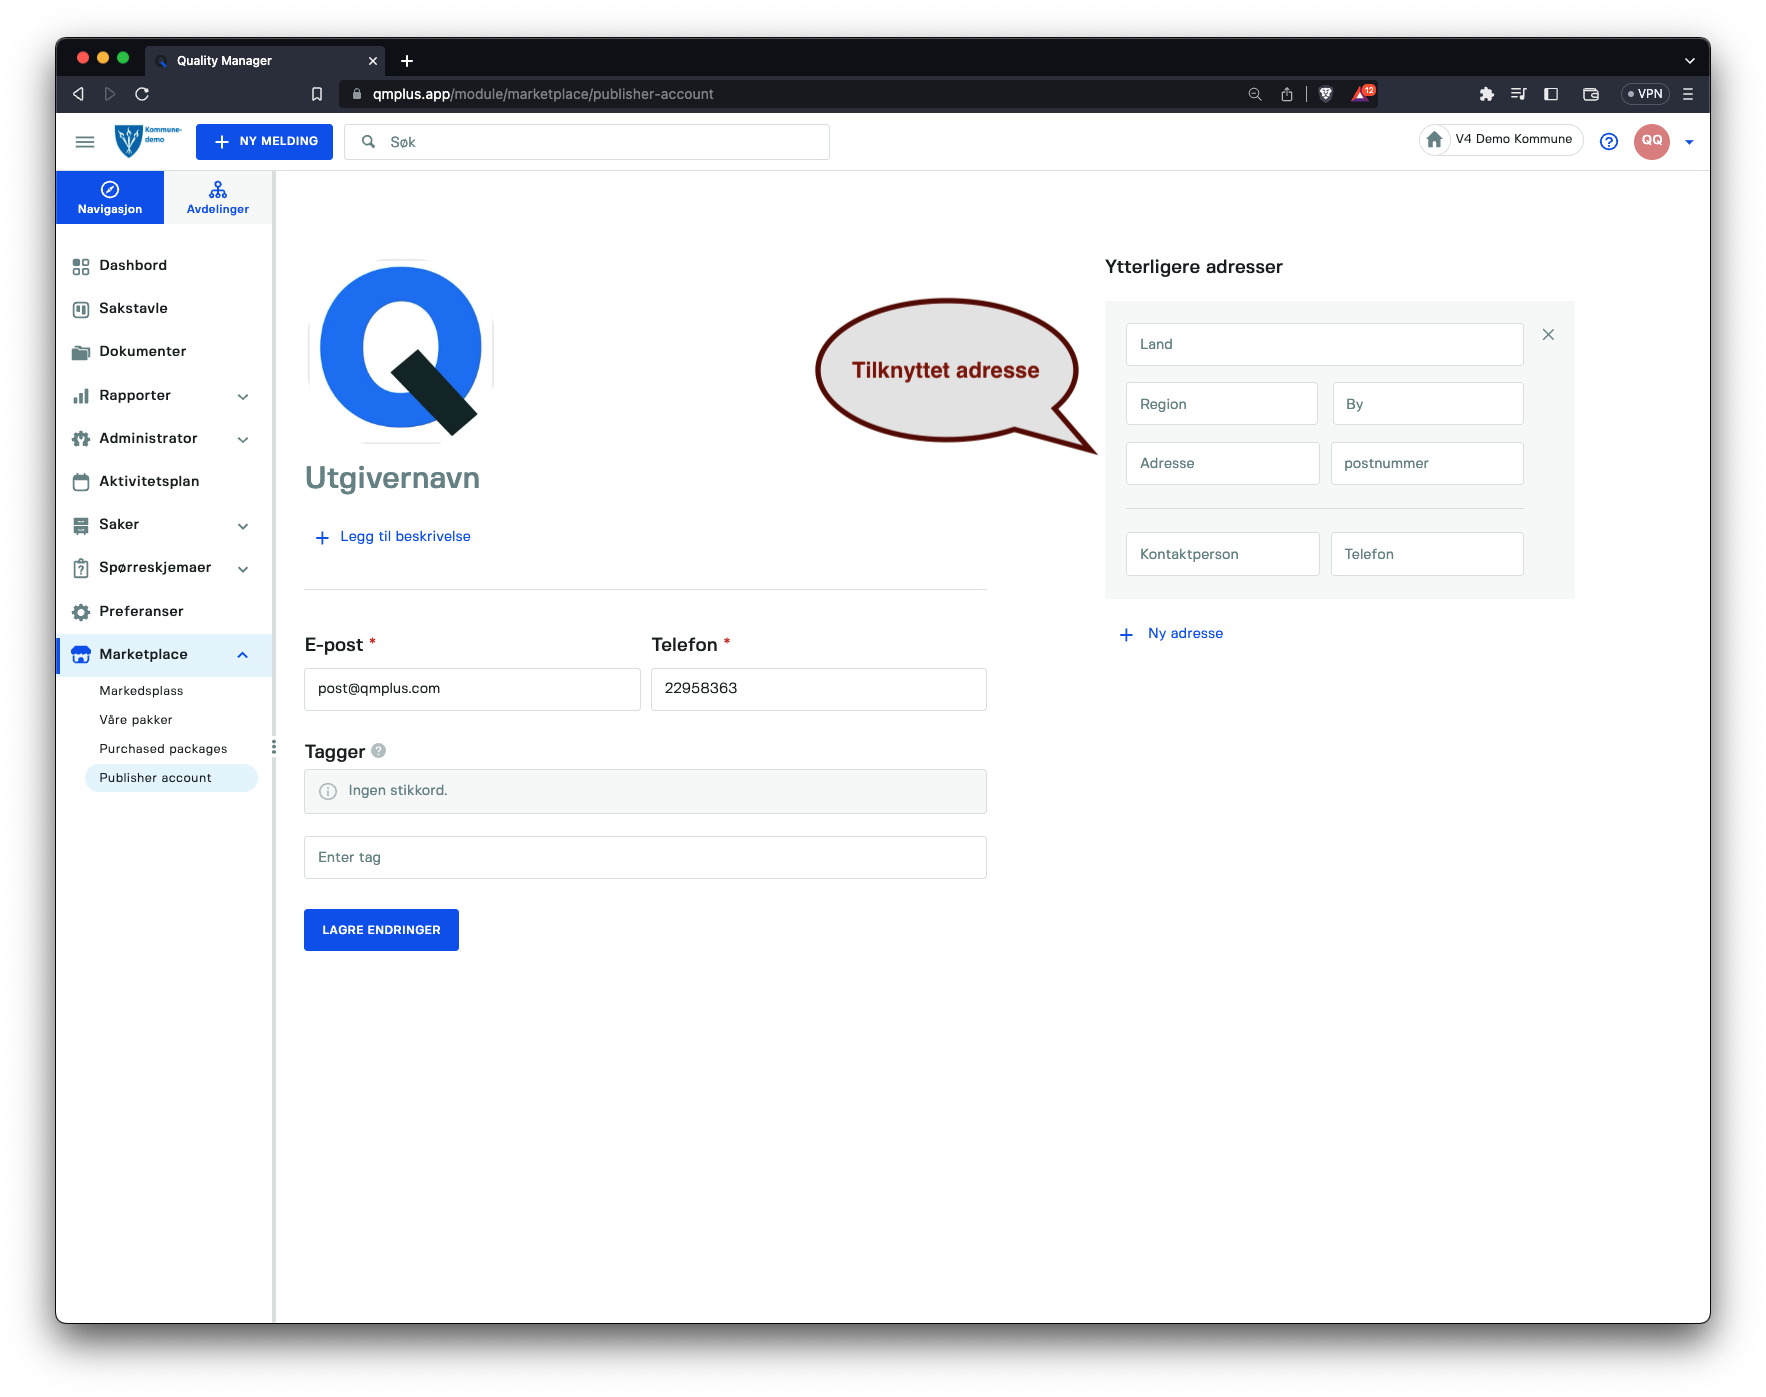 Quality Manager
qmplus.app/module/marketplace/publisher-account
12
VPN
Kommune-
demo
NY MELDING
Søk
V4 Demo Kommune
QQ
Navigasjon
Avdelinger
Dashbord
Sakstavle
Dokumenter
Rapporter
Administrator
Aktivitetsplan
Saker
Spørreskjemaer
Preferanser
Marketplace
Markedsplass
Våre pakker
Purchased packages
Publisher account
Utgivernavn
Legg til beskrivelse
E-post *
Telefon *
post@qmplus.com
22958363
Tagger
Ingen stikkord.
Enter tag
LAGRE ENDRINGER
Tilknyttet adresse
Ytterligere adresser
Land
Region
By
Adresse
postnummer
Kontaktperson
Telefon
Ny adresse